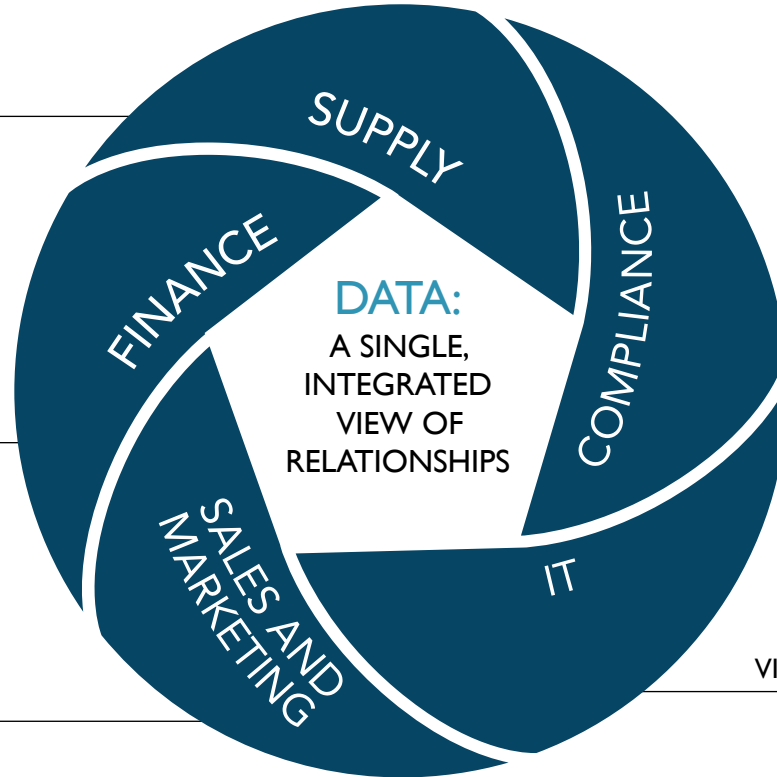 SUPPLY
COMPLIANCE
FINANCE
DATA:
A SINGLE,
INTEGRATED
VIEW OF
RELATIONSHIPS
SALES AND
MARKETING
IT